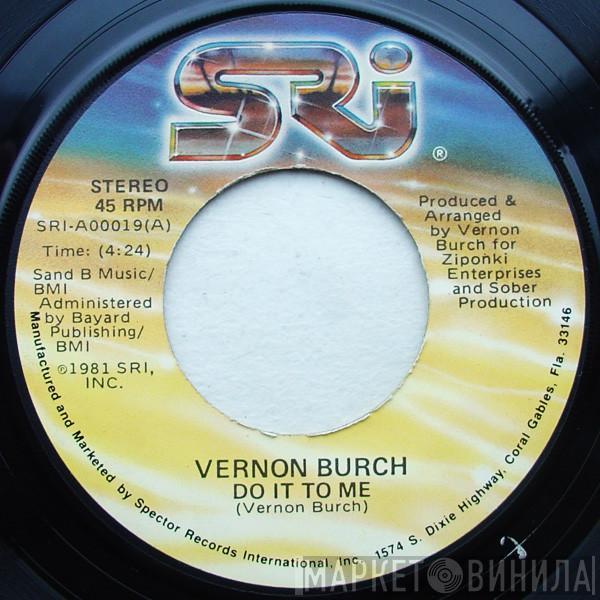 SRi
®
STEREO
45 RPM
SRI-A00019(A)
Time: (4:24)
Sand B Music/
BMI
Administered
by Bayard
Publishing/
BMI
℗1981 SRI,
INC.
Produced &
Arranged
by Vernon
Burch for
Ziponki
Enterprises
and Sober
Production
VERNON BURCH
DO IT TO ME
(Vernon Burch)
Manufactured and Marketed by Spector Records International, Inc., 1574 S. Dixie Highway, Coral Gables, Fla. 33146
МАРКЕТ ВИНИЛА